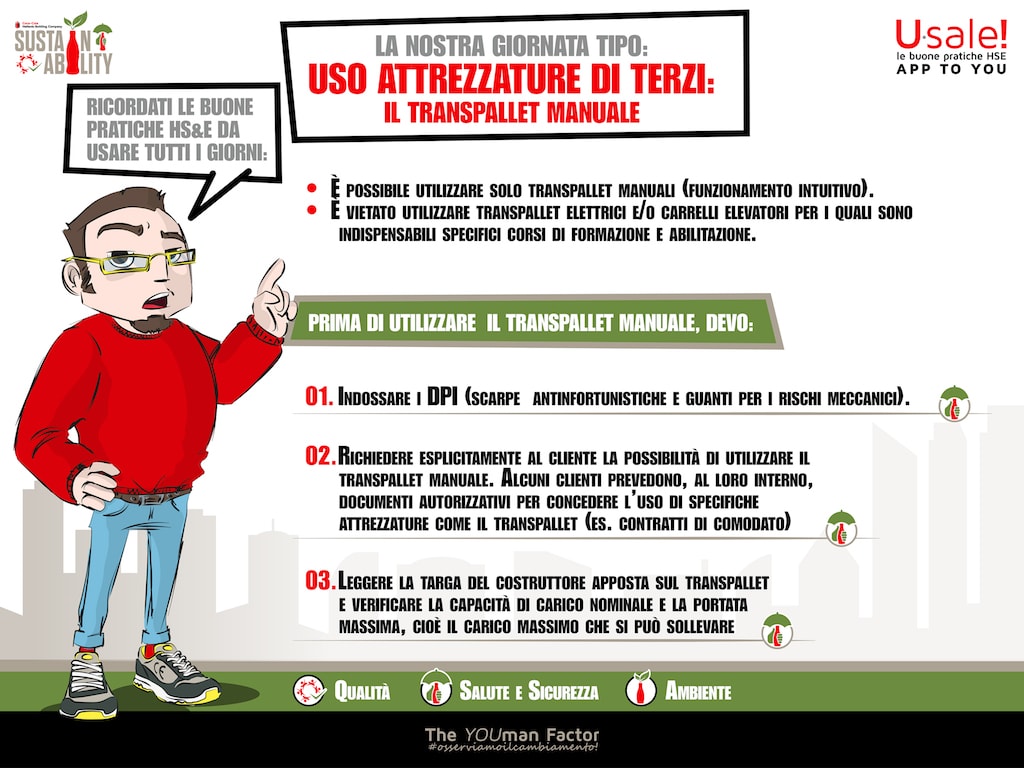 Coca-Cola
Hellenic Bottling Company
SUSTAIN
ABILITY
U·sale!
le buone pratiche HSE
APP TO YOU
LA NOSTRA GIORNATA TIPO:
USO ATTREZZATURE DI TERZI:
IL TRANSPALLET MANUALE
RICORDATI LE BUONE
PRATICHE HS&E DA
USARE TUTTI I GIORNI:
• È POSSIBILE UTILIZZARE SOLO TRANSPALLET MANUALI (FUNZIONAMENTO INTUITIVO).
• È VIETATO UTILIZZARE TRANSPALLET ELETTRICI E/O CARRELLI ELEVATORI PER I QUALI SONO
INDISPENSABILI SPECIFICI CORSI DI FORMAZIONE E ABILITAZIONE.
PRIMA DI UTILIZZARE IL TRANSPALLET MANUALE, DEVO:
01. INDOSSARE I DPI (SCARPE ANTINFORTUNISTICHE E GUANTI PER I RISCHI MECCANICI).
02. RICHIEDERE ESPLICITAMENTE AL CLIENTE LA POSSIBILITÀ DI UTILIZZARE IL
TRANSPALLET MANUALE. ALCUNI CLIENTI PREVEDONO, AL LORO INTERNO,
DOCUMENTI AUTORIZZATIVI PER CONCEDERE L'USO DI SPECIFICHE
ATTREZZATURE COME IL TRANSPALLET (ES. CONTRATTI DI COMODATO)
03. LEGGERE LA TARGA DEL COSTRUTTORE APPOSTA SUL TRANSPALLET
E VERIFICARE LA CAPACITÀ DI CARICO NOMINALE E LA PORTATA
MASSIMA, CIOÈ IL CARICO MASSIMO CHE SI PUÒ SOLLEVARE
QUALITÀ SALUTE E SICUREZZA AMBIENTE
The YOUman Factor
#osserviamoilcambiamento!